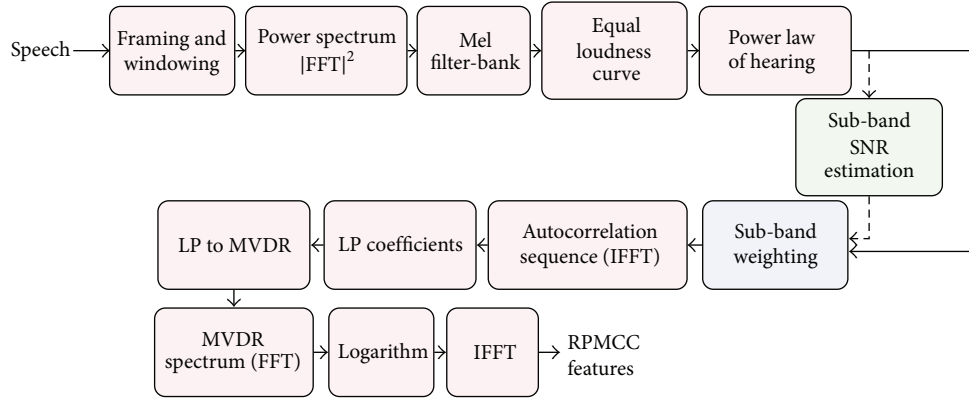 Speech
Framing and
windowing
Power spectrum
|FFT|²
Mel
filter-bank
Equal
loudness
curve
Power law
of hearing
Sub-band
SNR
estimation
Sub-band
weighting
Autocorrelation
sequence (IFFT)
LP coefficients
LP to MVDR
MVDR
spectrum (FFT)
Logarithm
IFFT
RPMCC
features